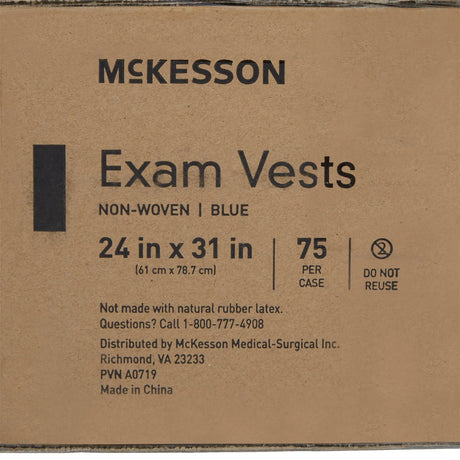 McKESSON
Exam Vests
NON-WOVEN | BLUE
24 in x 31 in
(61 cm x 78.7 cm)
75
PER
CASE
DO NOT
REUSE
Not made with natural rubber latex.
Questions? Call 1-800-777-4908
Distributed by McKesson Medical-Surgical Inc.
Richmond, VA 23233
PVN A0719
Made in China